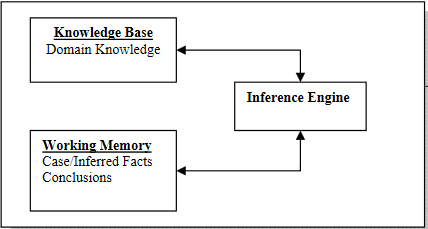 Knowledge Base
Domain Knowledge
Inference Engine
Working Memory
Case/Inferred Facts
Conclusions